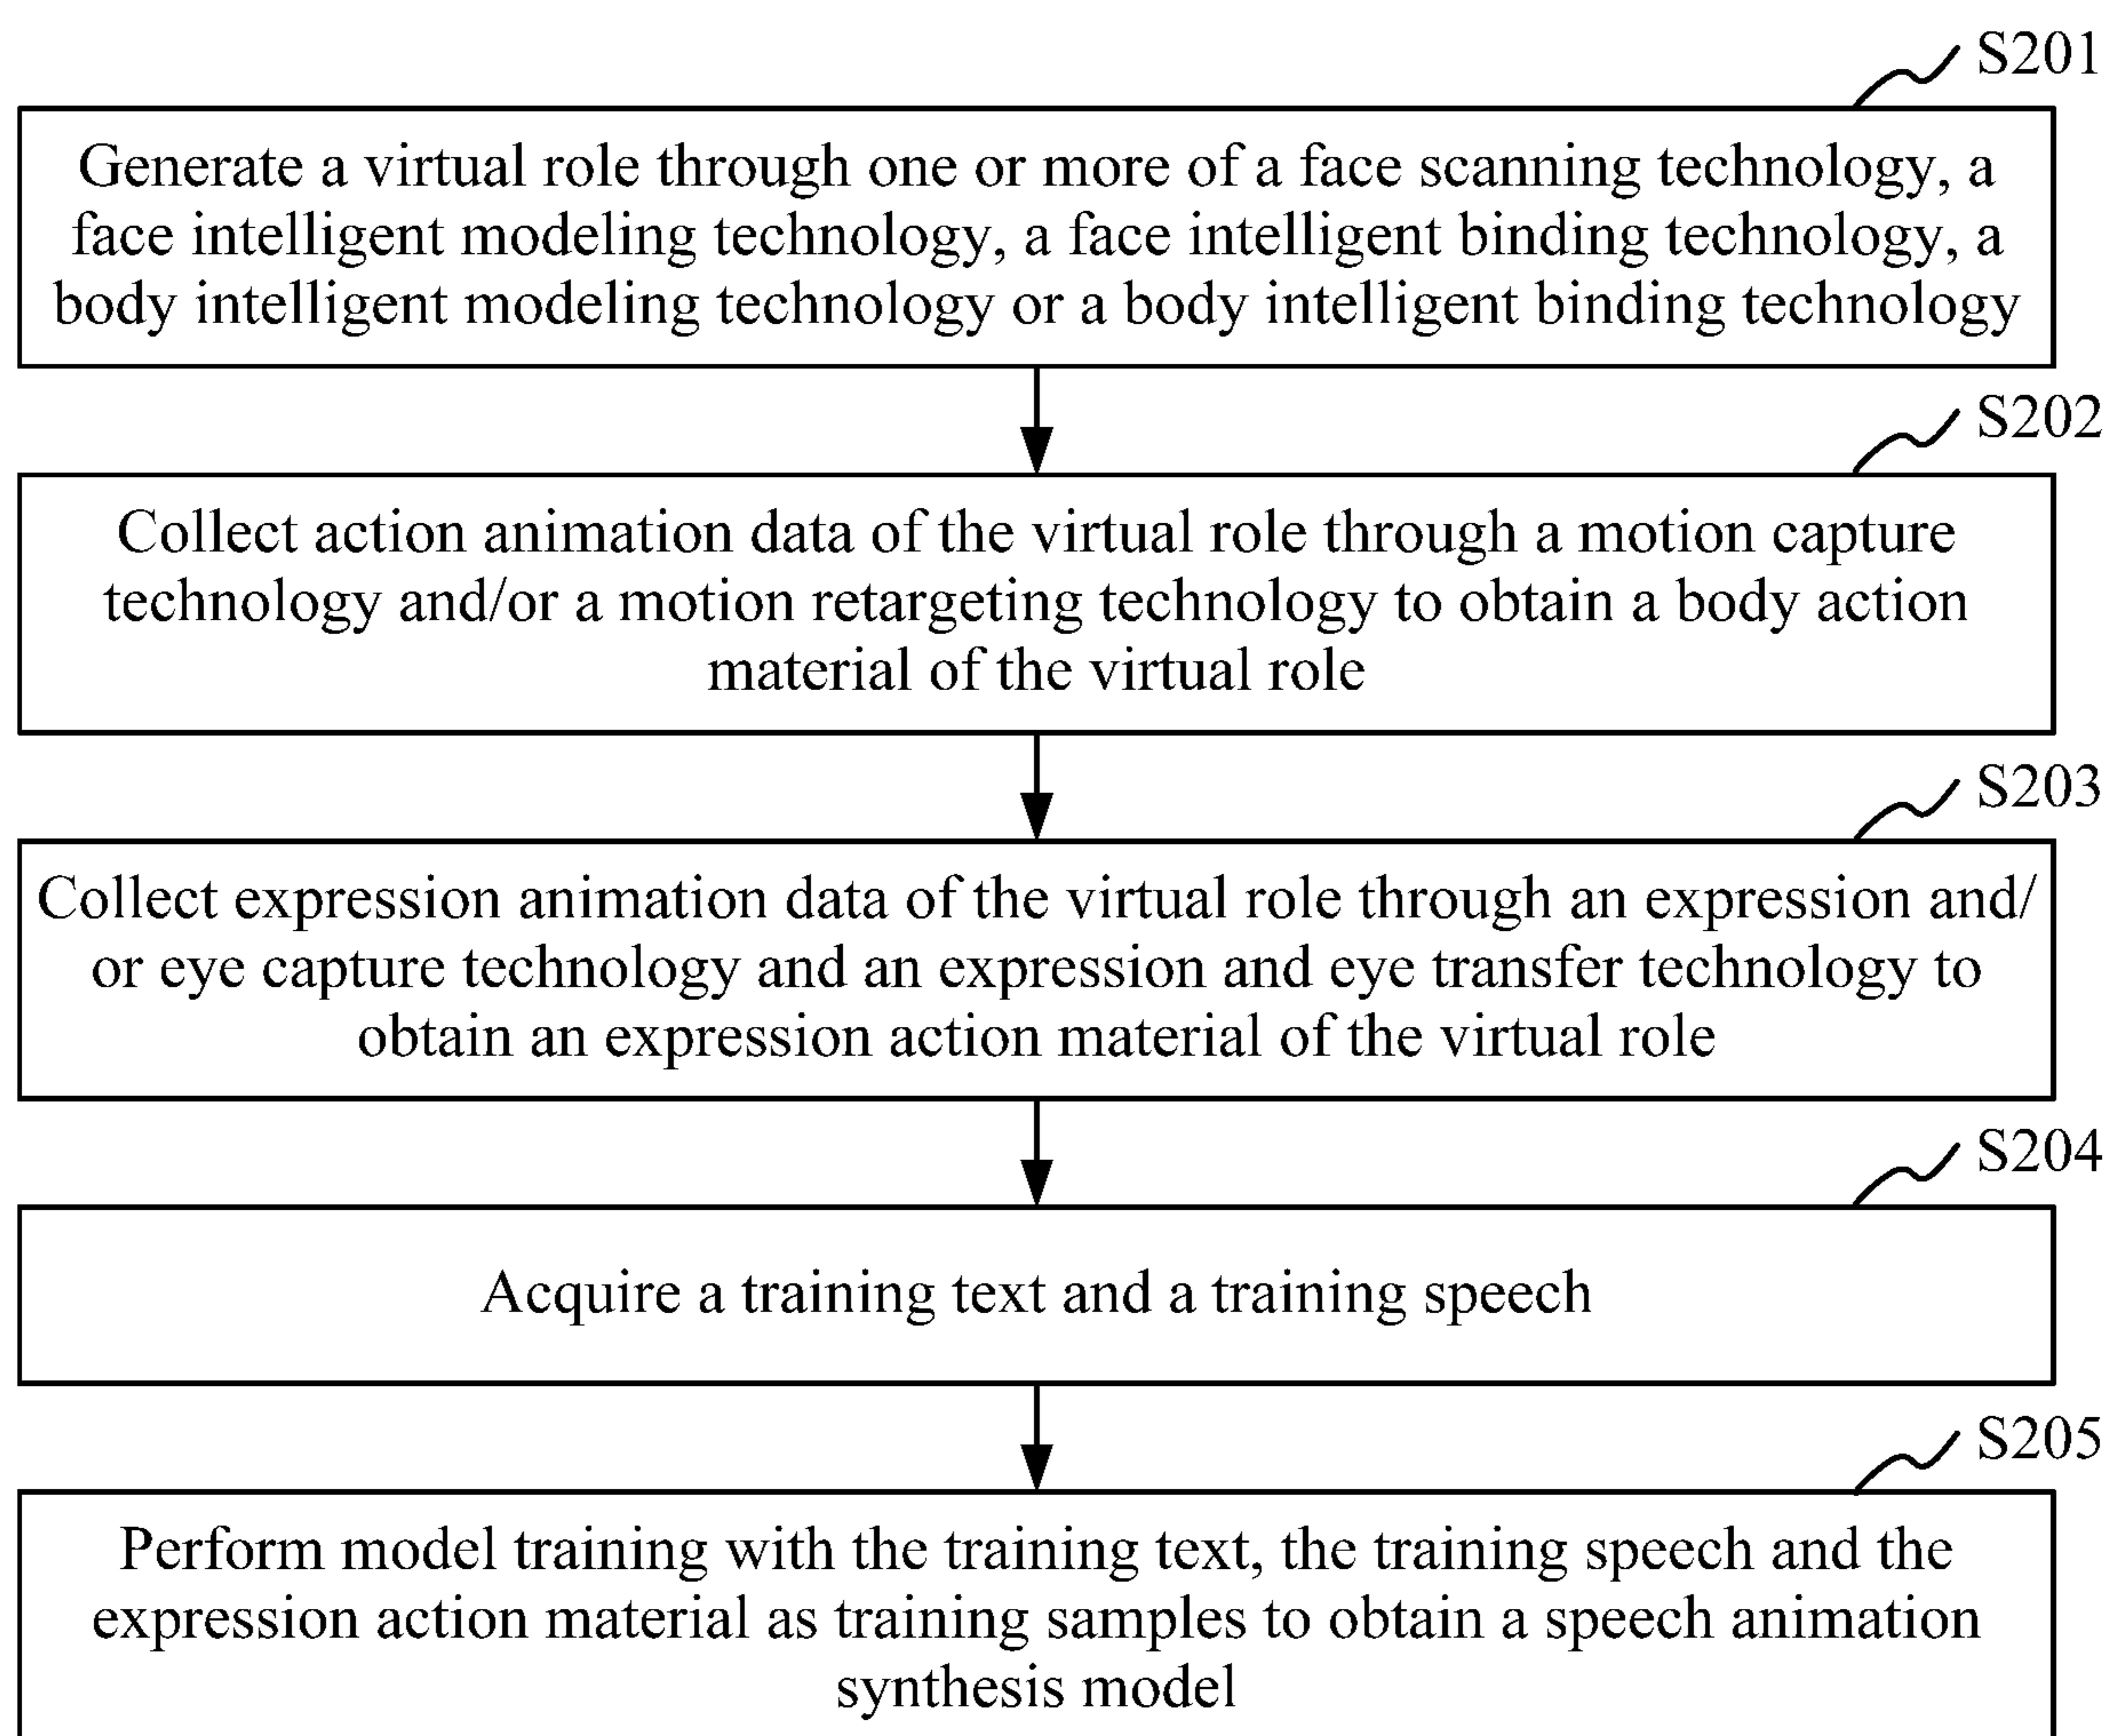 S201
Generate a virtual role through one or more of a face scanning technology, a
face intelligent modeling technology, a face intelligent binding technology, a
body intelligent modeling technology or a body intelligent binding technology
S202
Collect action animation data of the virtual role through a motion capture
technology and/or a motion retargeting technology to obtain a body action
material of the virtual role
S203
Collect expression animation data of the virtual role through an expression and/
or eye capture technology and an expression and eye transfer technology to
obtain an expression action material of the virtual role
S204
Acquire a training text and a training speech
S205
Perform model training with the training text, the training speech and the
expression action material as training samples to obtain a speech animation
synthesis model